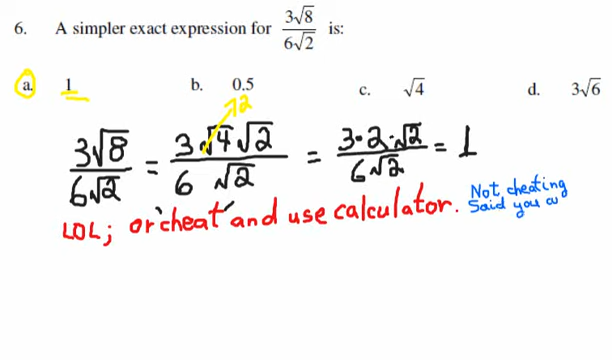 6. A simpler exact expression for 3√8/6√2 is:
a. 1 b. 0.5 c. √4 d. 3√6
2
3√8/6√2 = 3√4√2/6√2 = 3·2·√2/6√2 = 1
LOL; or 'cheat' and use calculator.
Not cheating
Said you